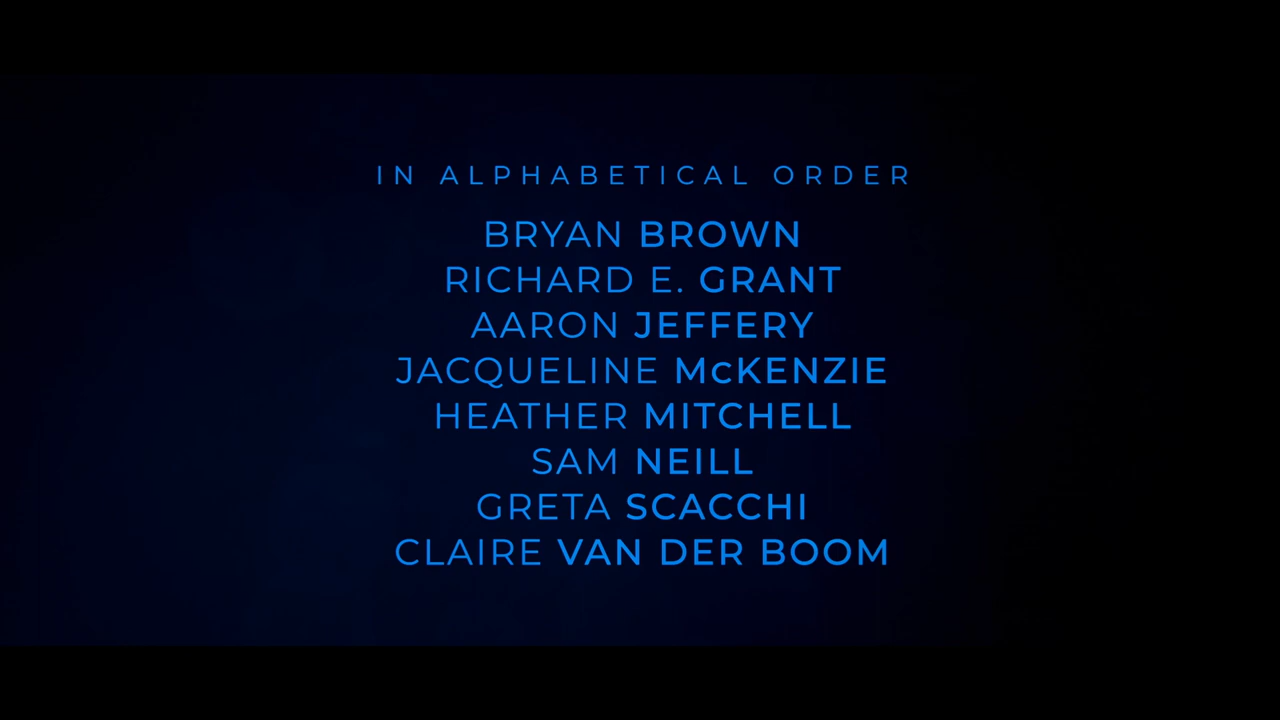 IN ALPHABETICAL ORDER
BRYAN BROWN
RICHARD E. GRANT
AARON JEFFERY
JACQUELINE McKENZIE
HEATHER MITCHELL
SAM NEILL
GRETA SCACCHI
CLAIRE VAN DER BOOM